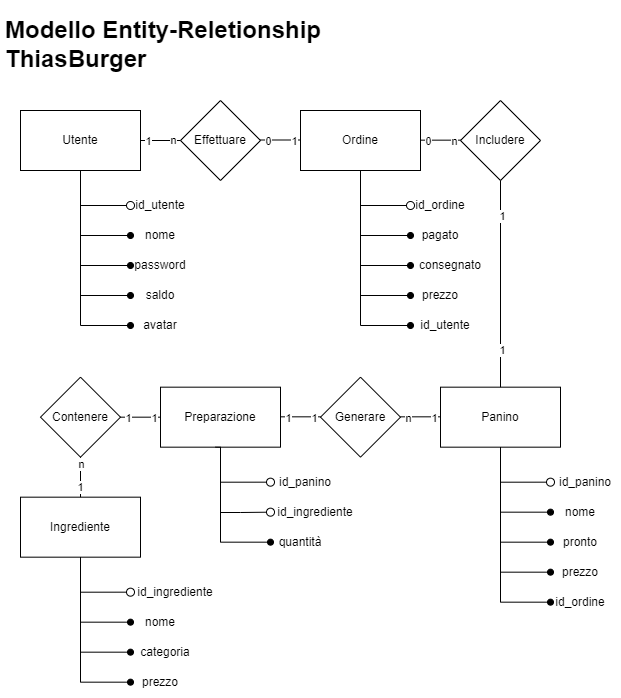 Modello Entity-Reletionship
ThiasBurger
Utente
1 n
Effettuare
0 1
Ordine
0 n
Includere
id_utente
nome
password
saldo
avatar
id_ordine
pagato
consegnato
prezzo
id_utente
1
1
Contenere
1 1
Preparazione
1 1
Generare
n 1
Panino
n
1
Ingrediente
id_panino
id_ingrediente
quantità
id_panino
nome
pronto
prezzo
id_ordine
id_ingrediente
nome
categoria
prezzo